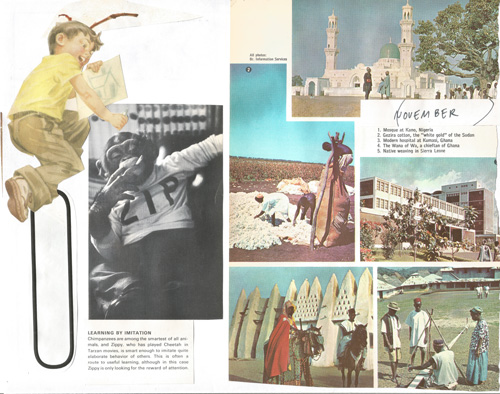 ZIP
LEARNING BY IMITATION
Chimpanzees are among the smartest of all ani-
mals, and Zippy, who has played Cheetah in
Tarzan movies, is smart enough to imitate quite
elaborate behavior of others. This is often a
route to useful learning, although in this case
Zippy is only looking for the reward of attention.
All photos:
Br. Information Services
2
NOVEMBER
1. Mosque at Kano, Nigeria
2. Gezira cotton, the "white gold" of the Sudan
3. Modern hospital at Kumasi, Ghana
4. The Wana of Wa, a chieftan of Ghana
5. Native weaving in Sierra Leone